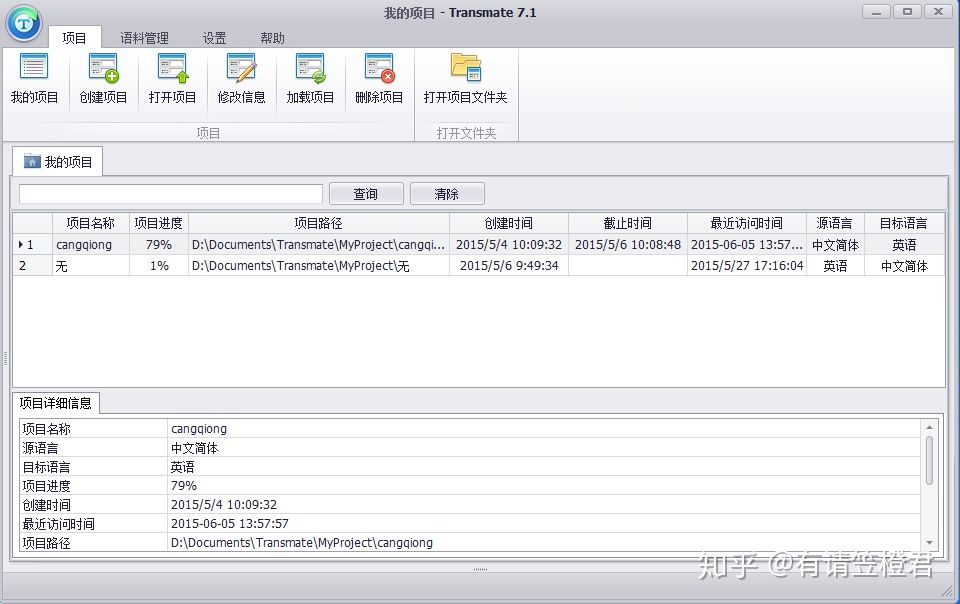 我的项目 - Transmate 7.1
项目 语料管理 设置 帮助
我的项目 创建项目 打开项目 修改信息 加载项目 删除项目 打开项目文件夹
项目 打开文件夹
我的项目
查询 清除
项目名称 项目进度 项目路径 创建时间 截止时间 最近访问时间 源语言 目标语言
1 cangqiong 79% D:\Documents\Transmate\MyProject\cangqi... 2015/5/4 10:09:32 2015/5/6 10:08:48 2015-06-05 13:57... 中文简体 英语
2 无 1% D:\Documents\Transmate\MyProject\无 2015/5/6 9:49:34 2015/5/27 17:16:04 英语 中文简体
项目详细信息
项目名称 cangqiong
源语言 中文简体
目标语言 英语
项目进度 79%
创建时间 2015/5/4 10:09:32
最近访问时间 2015-06-05 13:57:57
项目路径 D:\Documents\Transmate\MyProject\cangqiong
知乎 @有请签橙君